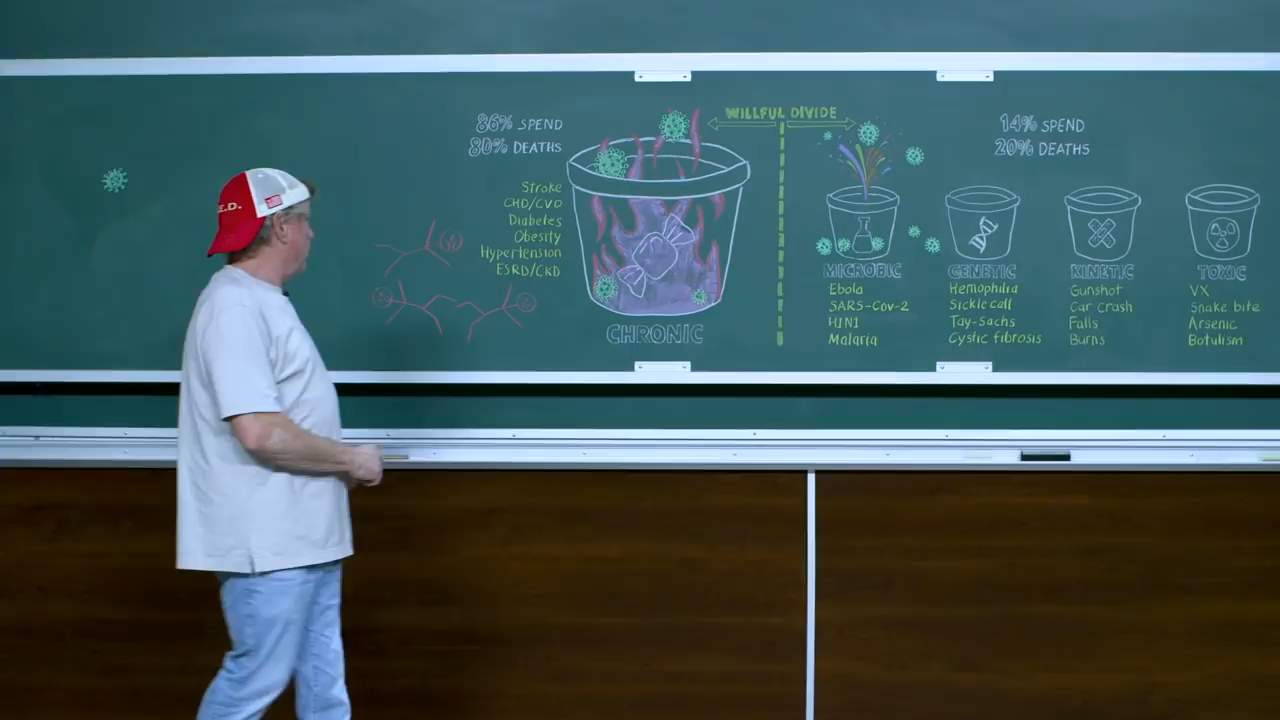 86% SPEND
80% DEATHS
Stroke
CHD/CVD
Diabetes
Obesity
Hypertension
ESRD/CKD
CHRONIC
WILLFUL DIVIDE
14% SPEND
20% DEATHS
MICROBIC
Ebola
SARS-CoV-2
H1N1
Malaria
GENETIC
Hemophilia
Sickle cell
Tay-Sachs
Cystic fibrosis
KINETIC
Gunshot
Car crash
Falls
Burns
TOXIC
VX
Snake bite
Arsenic
Botulism